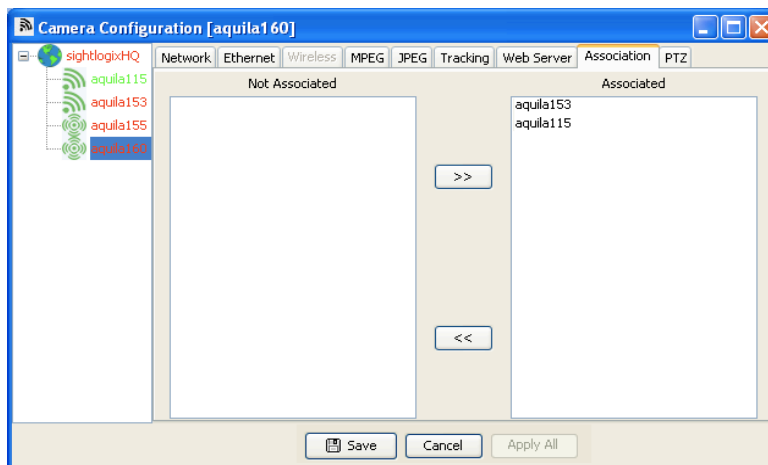 Camera Configuration [aquila160]
sightlogixHQ
aquila115
aquila153
aquila155
aquila160
Network Ethernet Wireless MPEG JPEG Tracking Web Server Association PTZ
Not Associated
Associated
aquila153
aquila115
>>
<<
Save Cancel Apply All